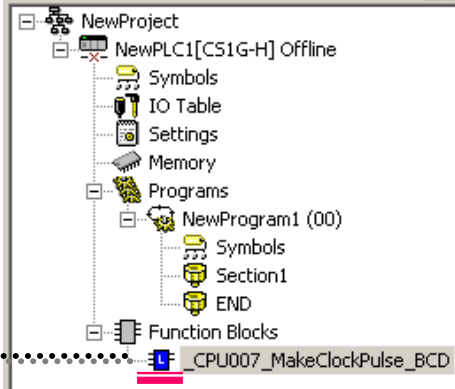 NewProject
NewPLC1[CS1G-H] Offline
Symbols
IO Table
Settings
Memory
Programs
NewProgram1 (00)
Symbols
Section1
END
Function Blocks
L _CPU007_MakeClockPulse_BCD